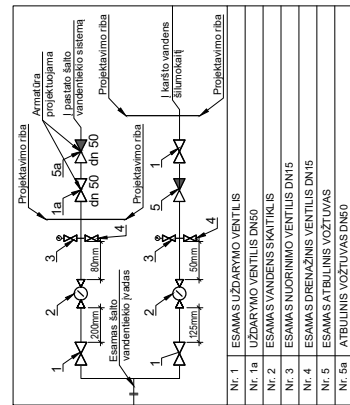 Armatūra
projektuojama
Į pastato šalto
vandentiekio sistemą
Projektavimo riba
Projektavimo riba
5a
dn 50
1a
dn 50
Projektavimo riba
3
4
80mm
2
200mm
1
Esamas šalto
vandentiekio įvadas
Į karšto vandens
šilumokaitį
Projektavimo riba
Projektavimo riba
1
5
3
4
50mm
2
125mm
1
Nr. 1 ESAMAS UŽDARYMO VENTILIS
Nr. 1a UŽDARYMO VENTILIS DN50
Nr. 2 ESAMAS VANDENS SKAITIKLIS
Nr. 3 ESAMAS NUORINIMO VENTILIS DN15
Nr. 4 ESAMAS DRENAŽINIS VENTILIS DN15
Nr. 5 ESAMAS ATBULINIS VOŽTUVAS
Nr. 5a ATBULINIS VOŽTUVAS DN50